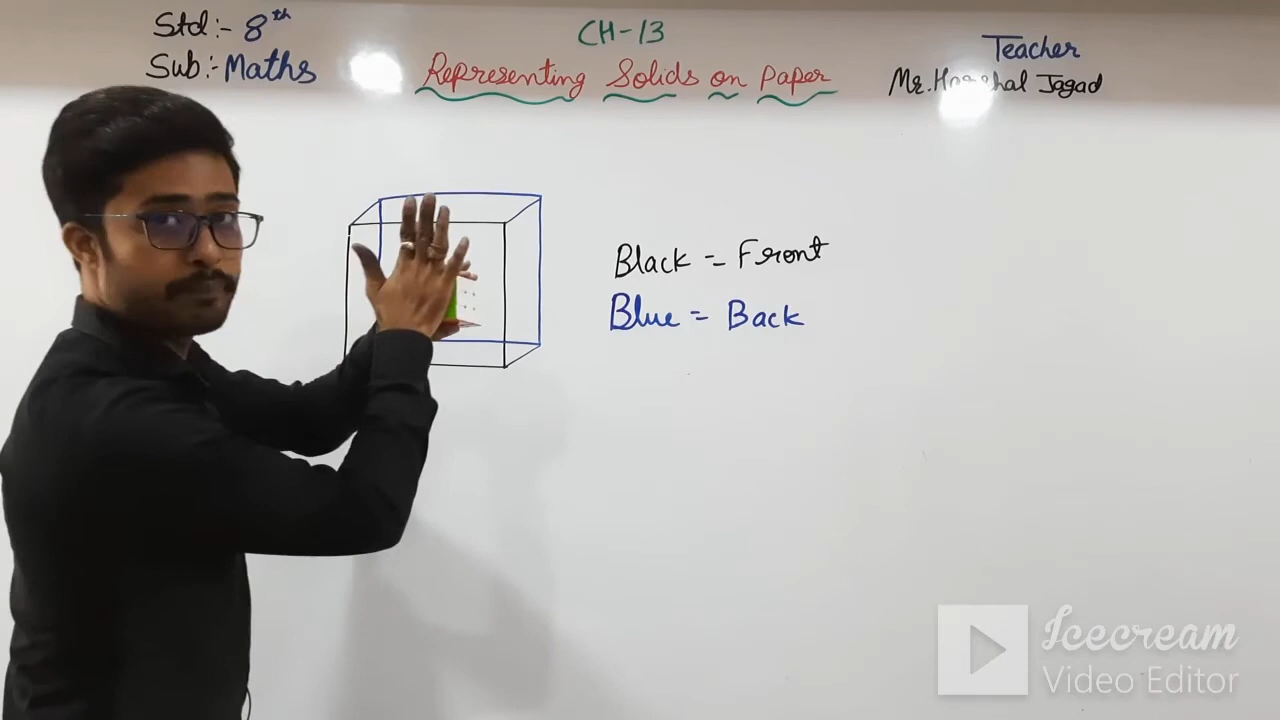 Std:- 8th
Sub:- Maths
CH-13
Representing Solids on Paper
Teacher
Mr. Jagad
Black = Front
Blue = Back
Icecream
Video Editor